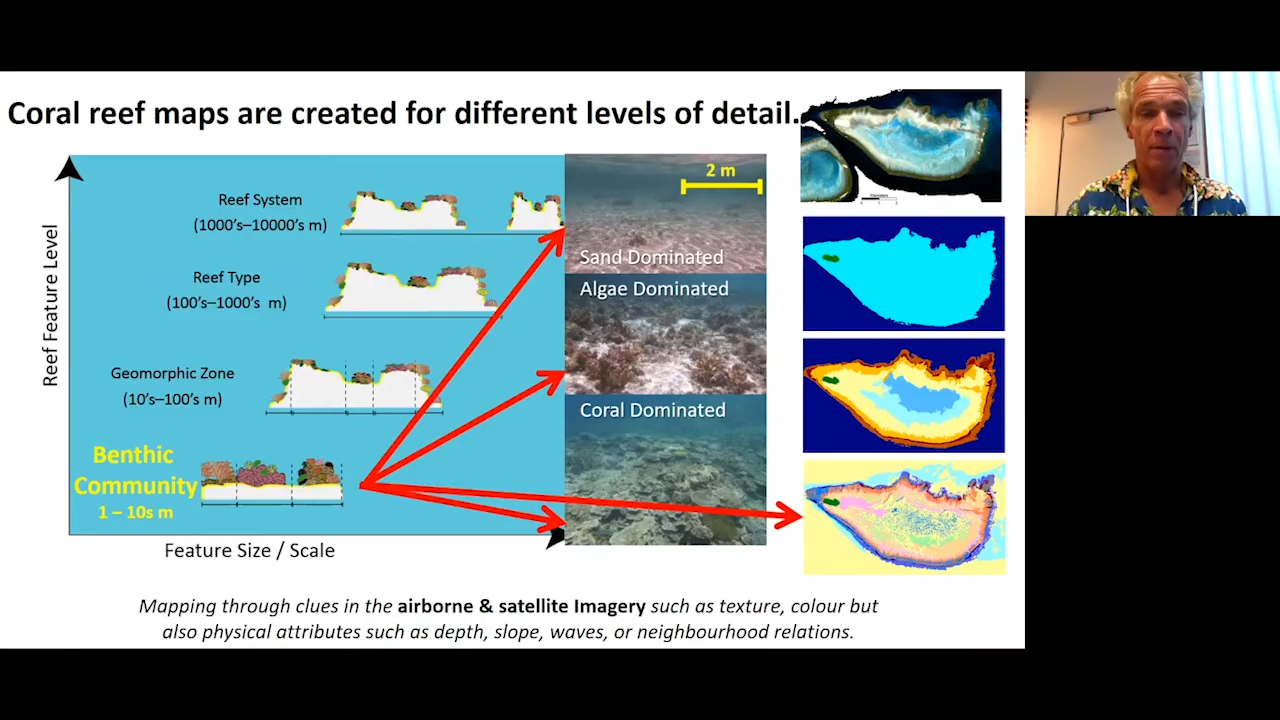 Coral reef maps are created for different levels of detail..
Reef Feature Level
Reef System
(1000's–10000's m)
Reef Type
(100's–1000's m)
Geomorphic Zone
(10's–100's m)
Benthic
Community
1 – 10s m
Feature Size / Scale
2 m
Sand Dominated
Algae Dominated
Coral Dominated
Mapping through clues in the airborne & satellite Imagery such as texture, colour but
also physical attributes such as depth, slope, waves, or neighbourhood relations.